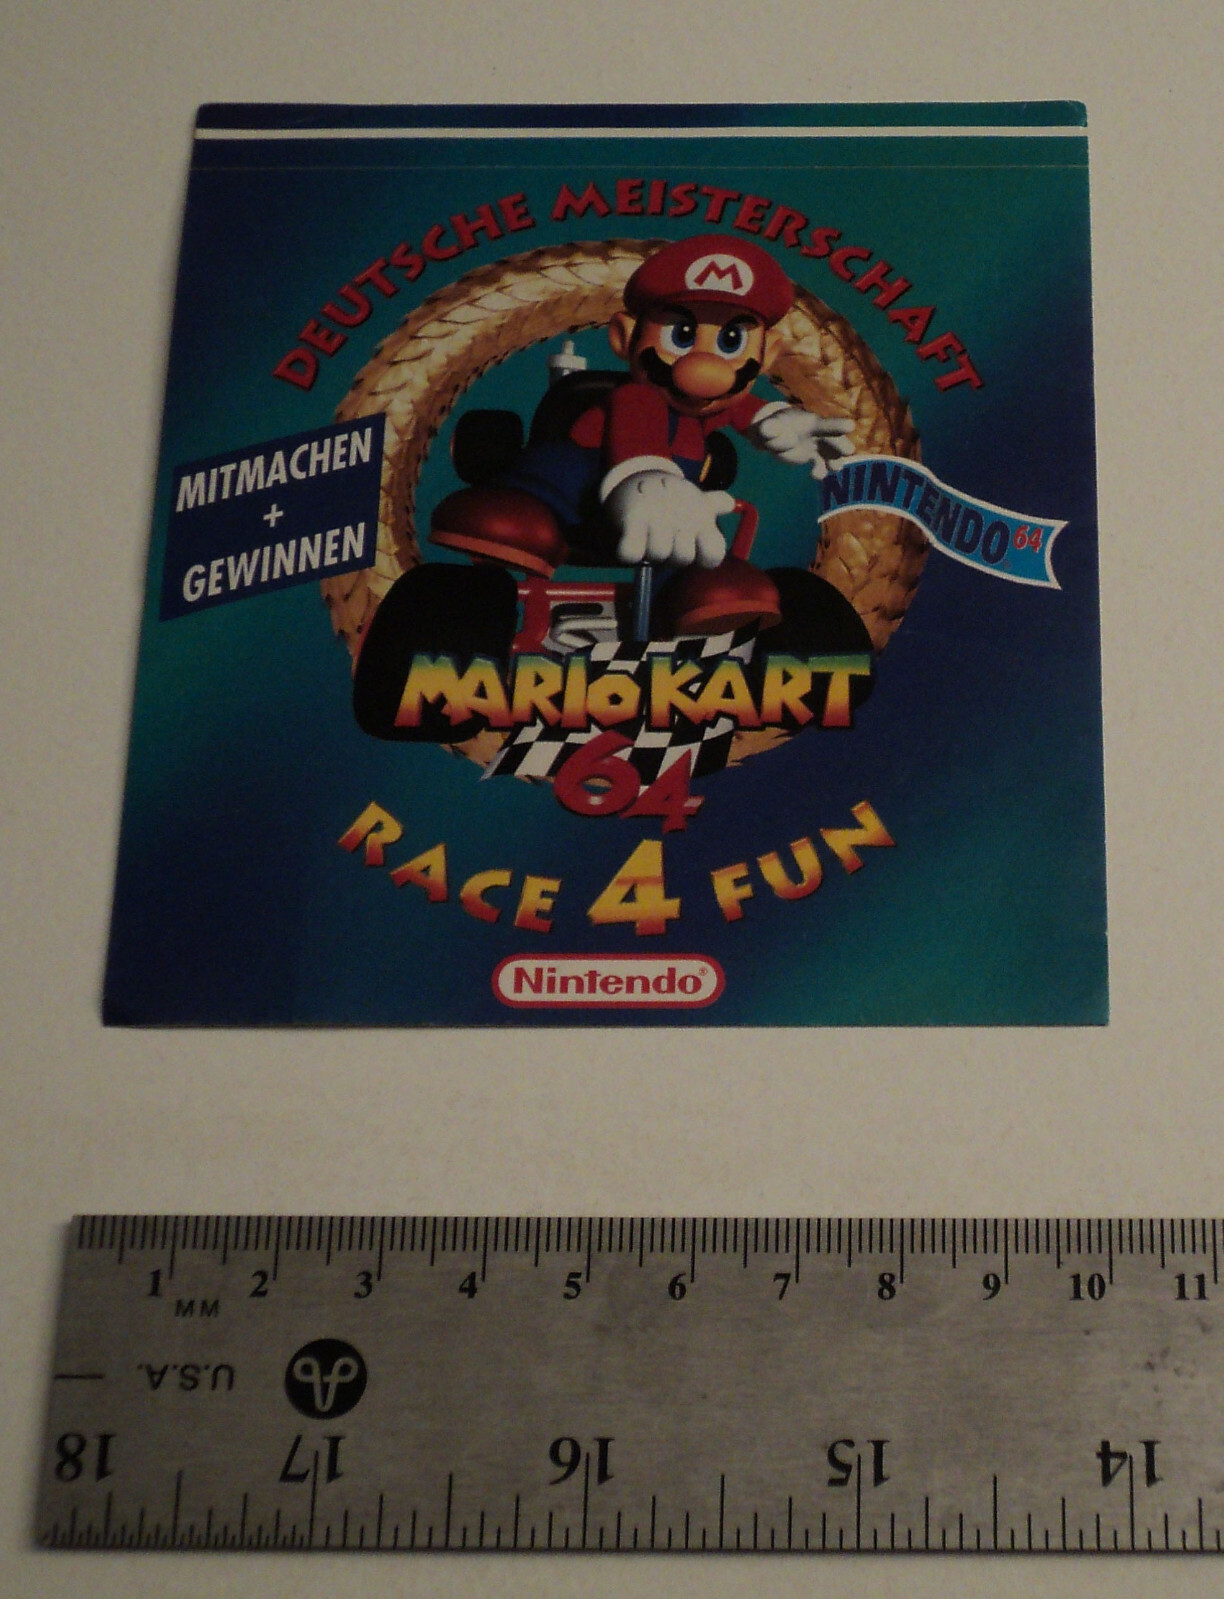 DEUTSCHE MEISTERSCHAFT
M
MITMACHEN
+
GEWINNEN
NINTENDO64
MARIOKART
64
RACE 4 FUN
Nintendo®
1 2 3 4 5 6 7 8 9 10 11
MM
U.S.A.
18 17 16 15 14